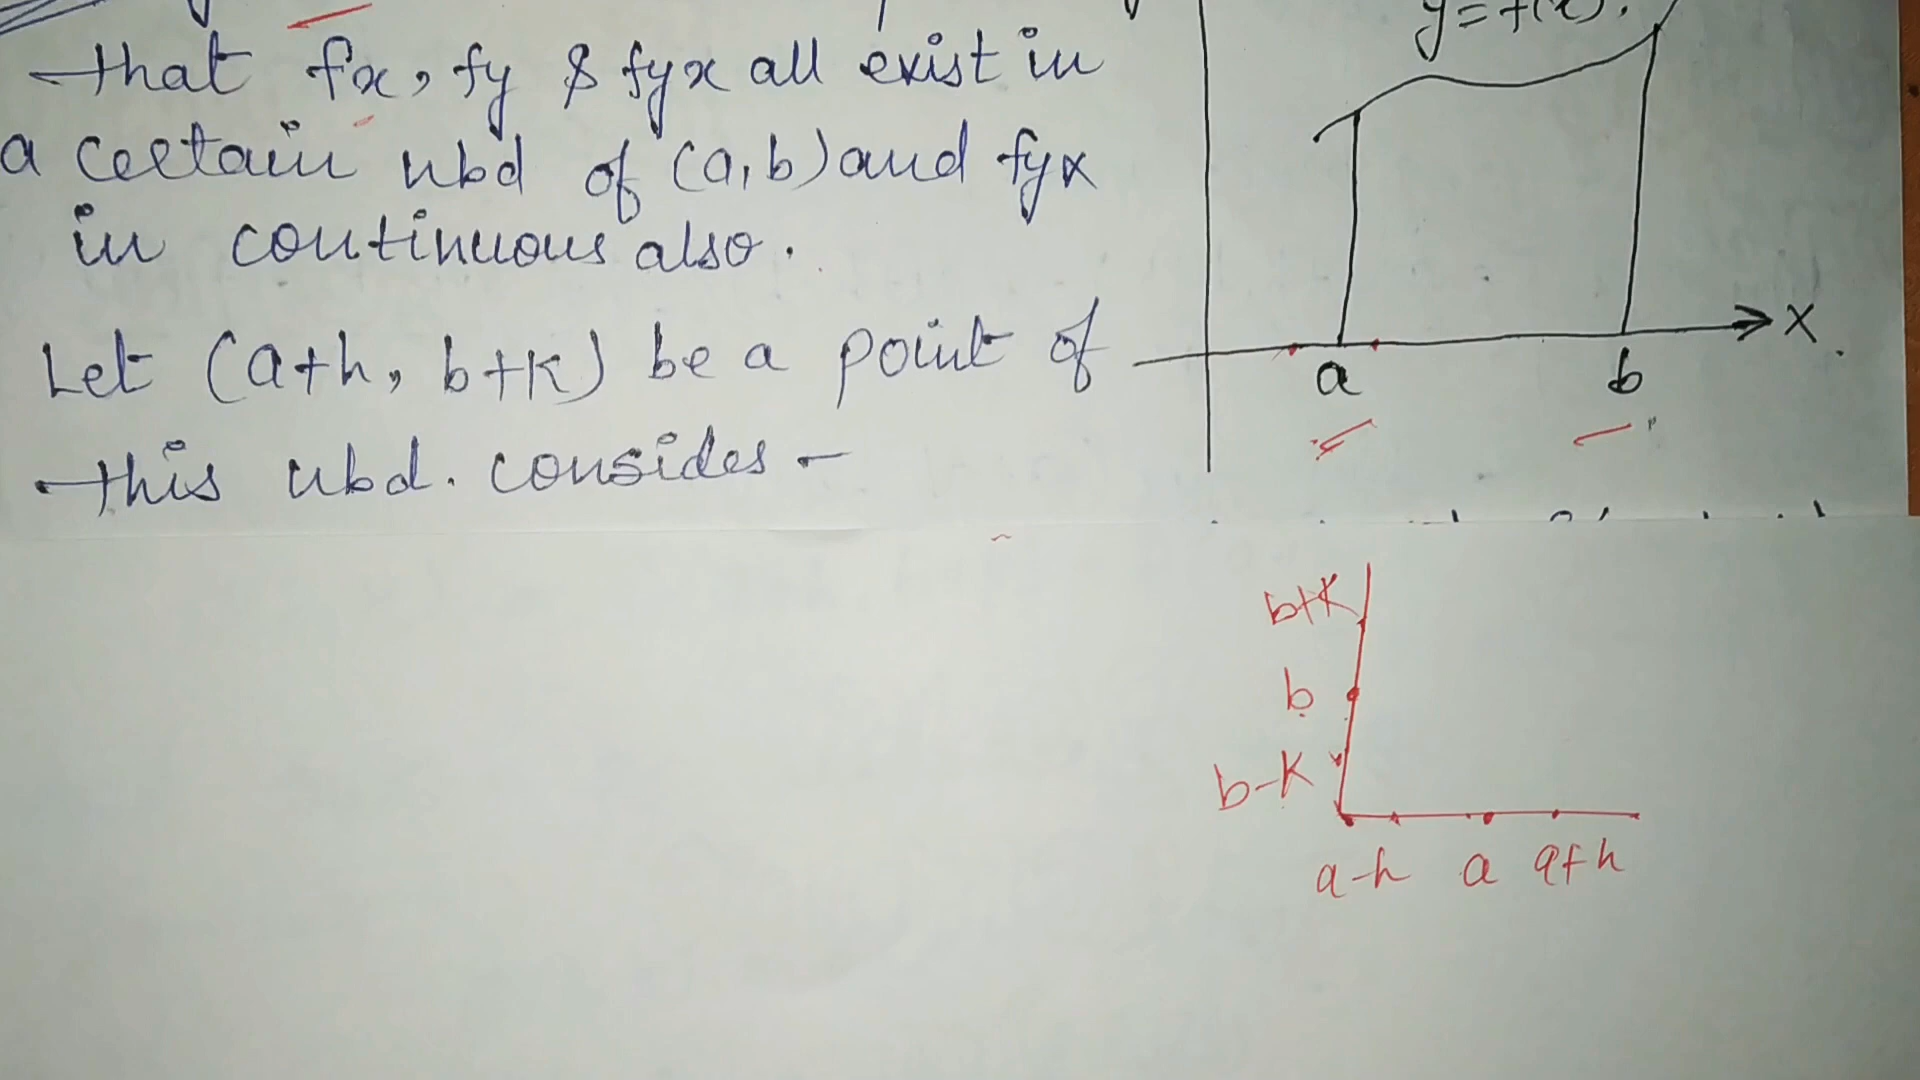 that fx, fy & fyx all exist in
a certain nbd of (a,b) and fyx
in continuous also.
Let (a+h, b+k) be a point of
this nbd. consider -
y = f(x).
X
a
b
b+K
b
b-K
a-h a a+h